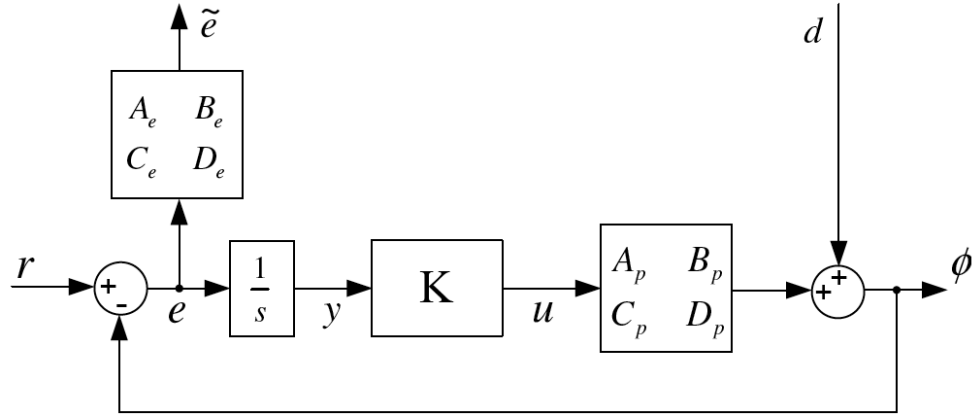 ẽ
d
A_e B_e
C_e D_e
r
+
-
e
1
s
y
K
u
A_p B_p
C_p D_p
+
+
ϕ